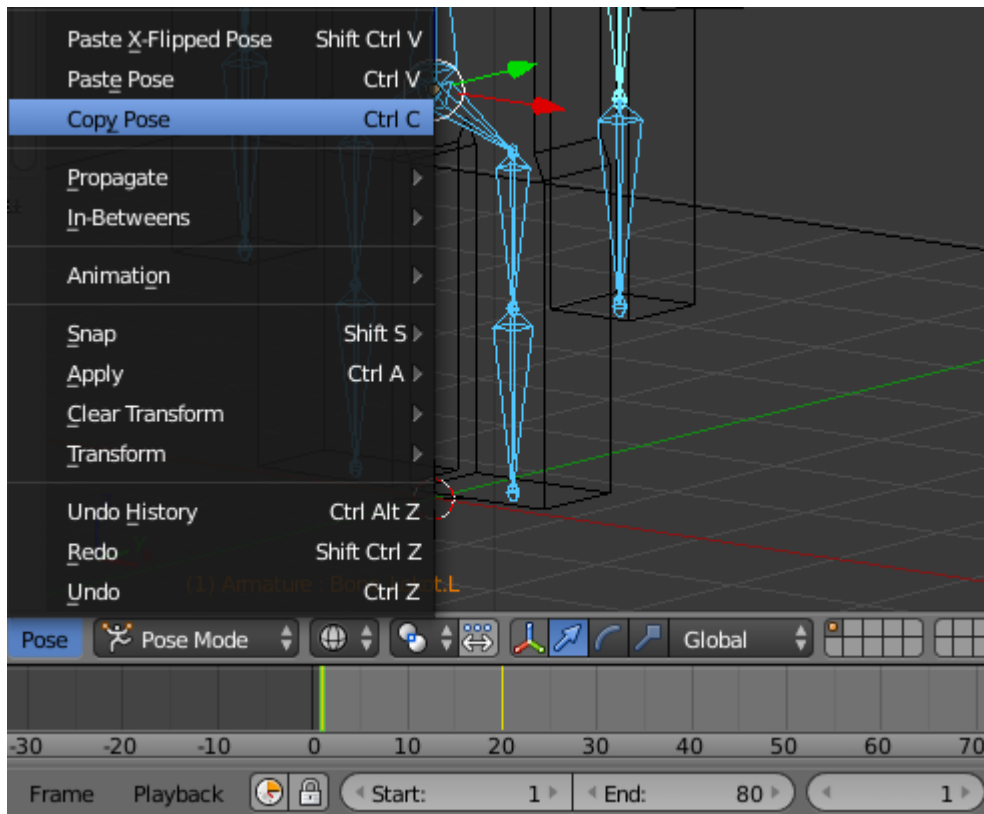 Paste X-Flipped Pose Shift Ctrl V
Paste Pose Ctrl V
Copy Pose Ctrl C
Propagate
In-Betweens
Animation
Snap Shift S
Apply Ctrl A
Clear Transform
Transform
Undo History Ctrl Alt Z
Redo Shift Ctrl Z
Undo Ctrl Z
(1) Armature :
Pose Pose Mode Global
-30 -20 -10 0 10 20 30 40 50 60 70
Frame Playback Start: 1 End: 80 1